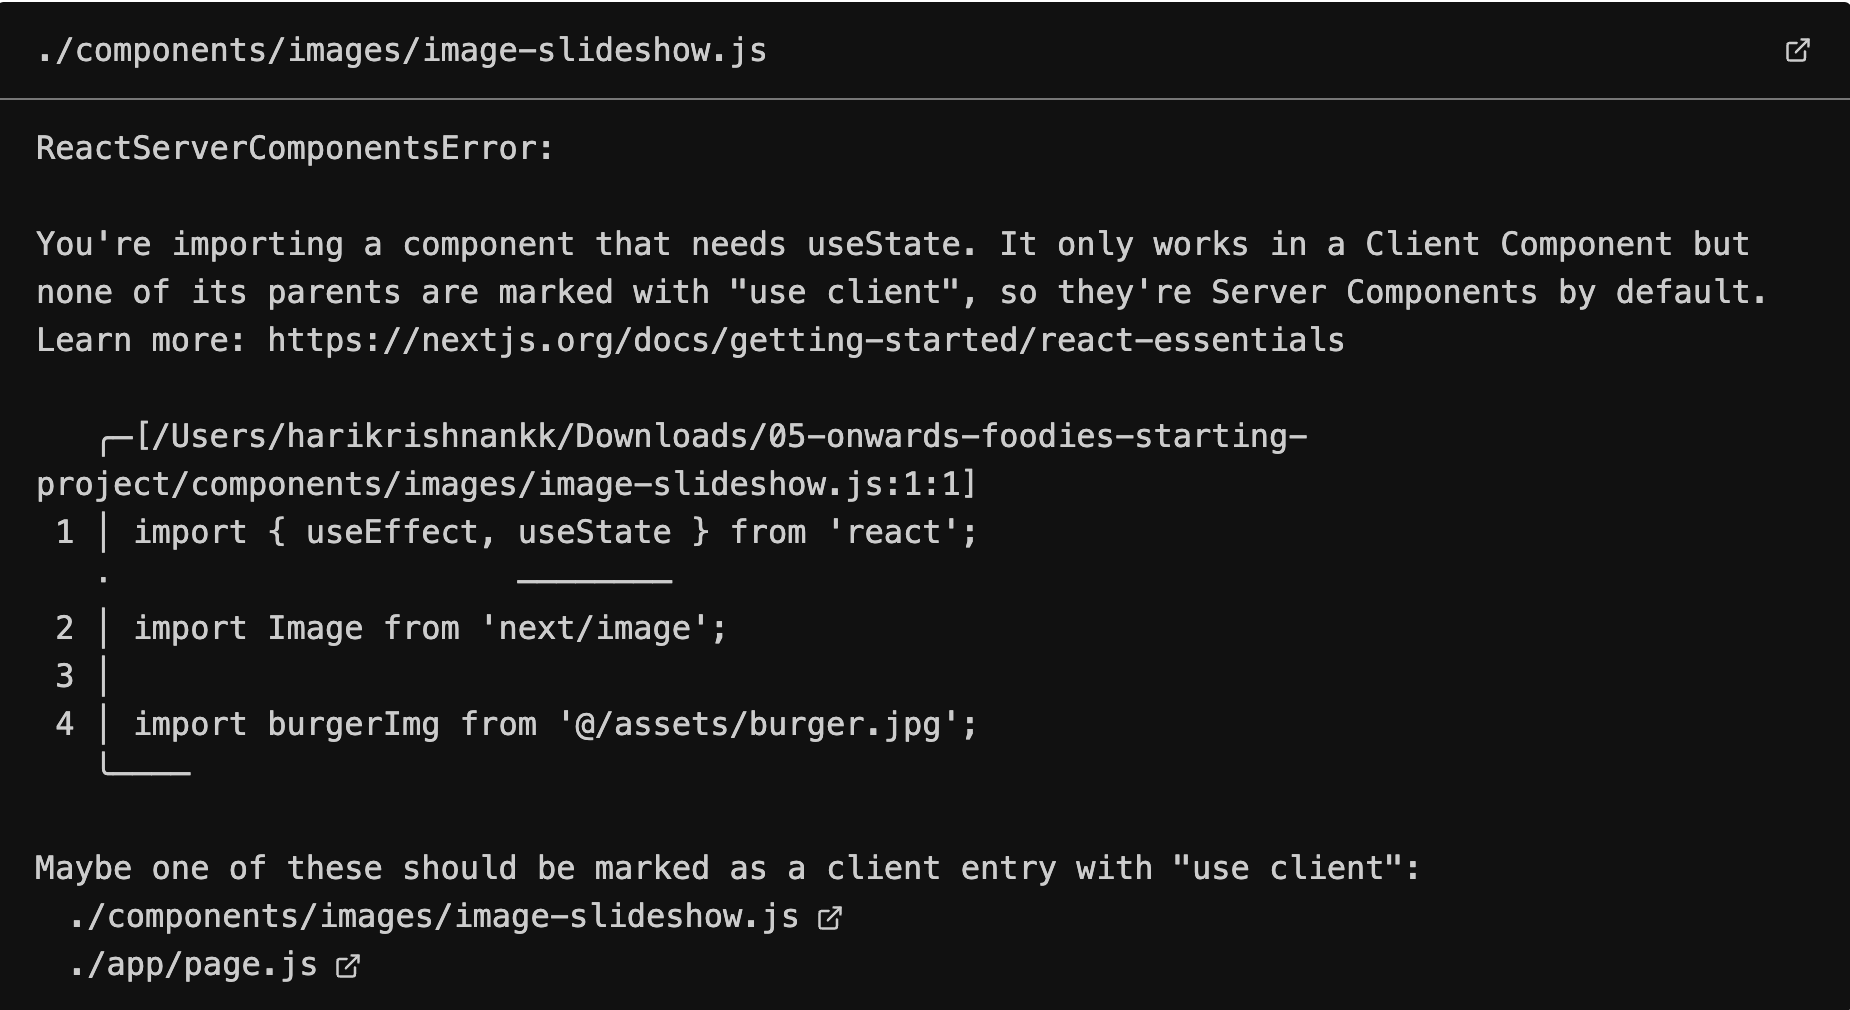 ./components/images/image-slideshow.js
ReactServerComponentsError:
You're importing a component that needs useState. It only works in a Client Component but
none of its parents are marked with "use client", so they're Server Components by default.
Learn more: https://nextjs.org/docs/getting-started/react-essentials
╭─[/Users/harikrishnankk/Downloads/05-onwards-foodies-starting-
project/components/images/image-slideshow.js:1:1]
1 │ import { useEffect, useState } from 'react';
· ────────
2 │ import Image from 'next/image';
3 │
4 │ import burgerImg from '@/assets/burger.jpg';
╰────
Maybe one of these should be marked as a client entry with "use client":
./components/images/image-slideshow.js
./app/page.js